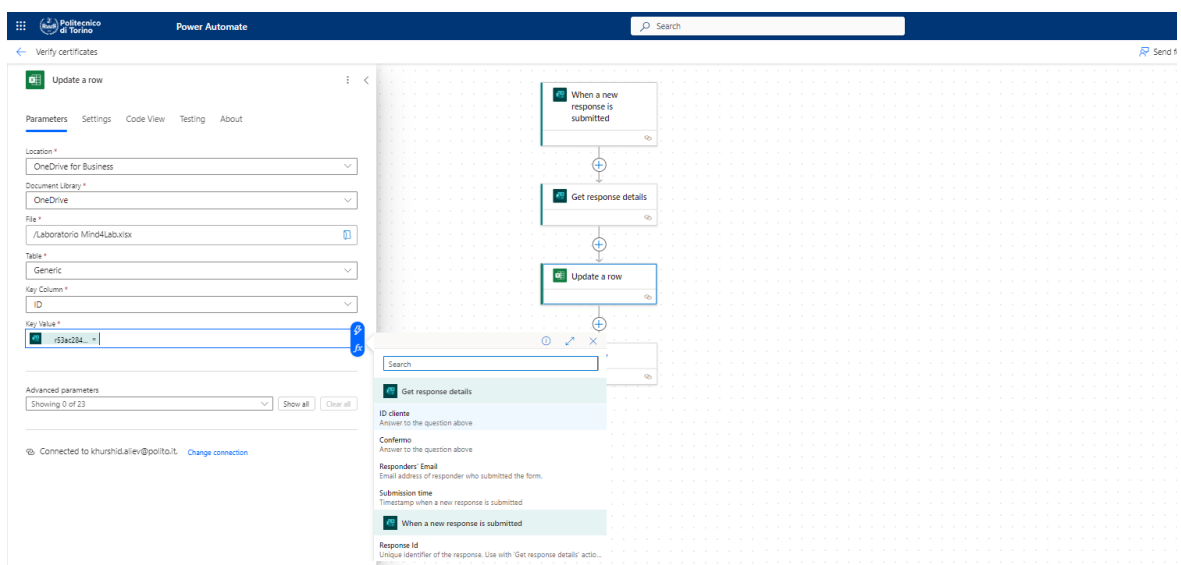 Politecnico
di Torino
Power Automate
Search
Verify certificates
Send f
Update a row
Parameters Settings Code View Testing About
Location *
OneDrive for Business
Document Library *
OneDrive
File *
/Laboratorio Mind4Lab.xlsx
Table *
Generic
Key Column *
ID
Key Value *
r53ac284... ×
fx
Advanced parameters
Showing 0 of 23
Show all
Clear all
Connected to khurshid.aliev@polito.it. Change connection
Search
Get response details
ID cliente
Answer to the question above
Confermo
Answer to the question above
Responders' Email
Email address of responder who submitted the form.
Submission time
Timestamp when a new response is submitted
When a new response is submitted
Response Id
Unique identifier of the response. Use with 'Get response details' actio...
When a new
response is
submitted
Get response details
Update a row